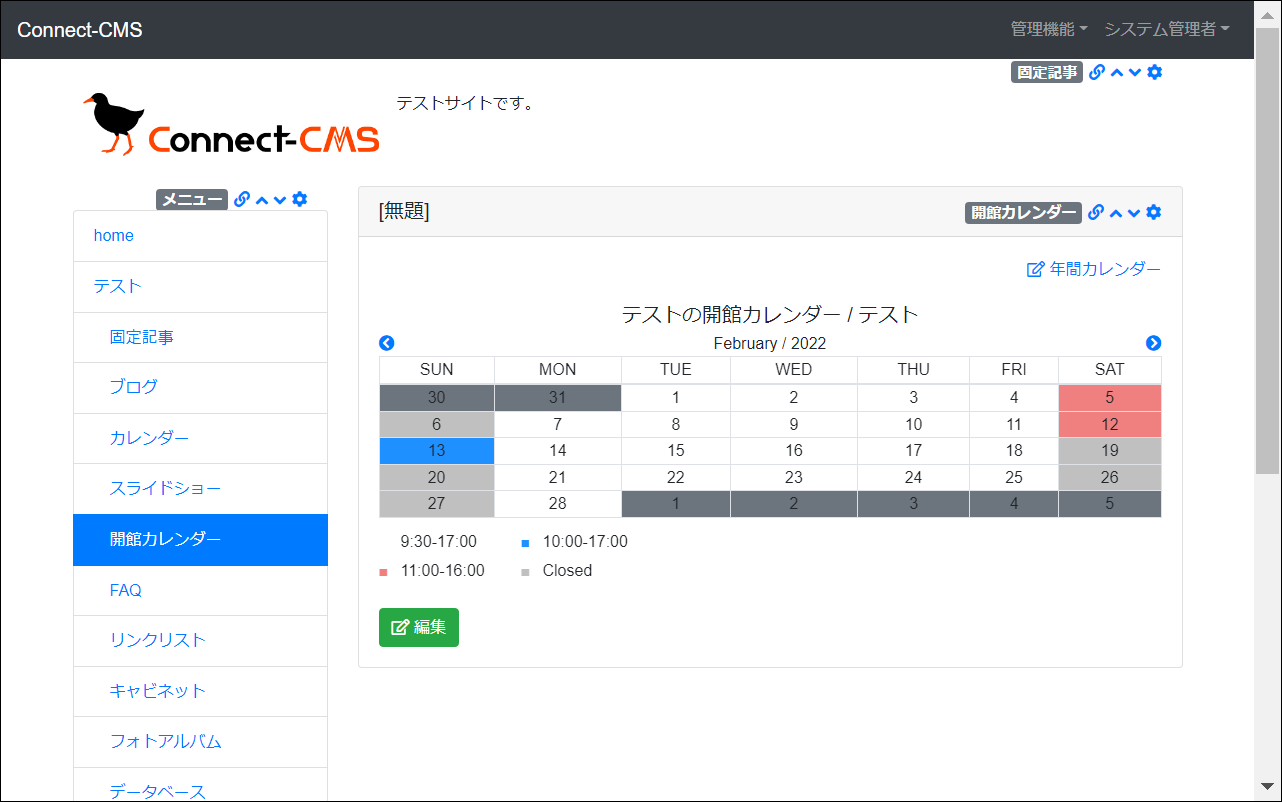 Connect-CMS 管理機能 システム管理者
固定記事
テストサイトです。
Connect-CMS
メニュー
home
テスト
固定記事
ブログ
カレンダー
スライドショー
開館カレンダー
FAQ
リンクリスト
キャビネット
フォトアルバム
データベース
[無題] 開館カレンダー
年間カレンダー
テストの開館カレンダー / テスト
February / 2022
SUN MON TUE WED THU FRI SAT
30 31 1 2 3 4 5
6 7 8 9 10 11 12
13 14 15 16 17 18 19
20 21 22 23 24 25 26
27 28 1 2 3 4 5
9:30-17:00 10:00-17:00
11:00-16:00 Closed
編集